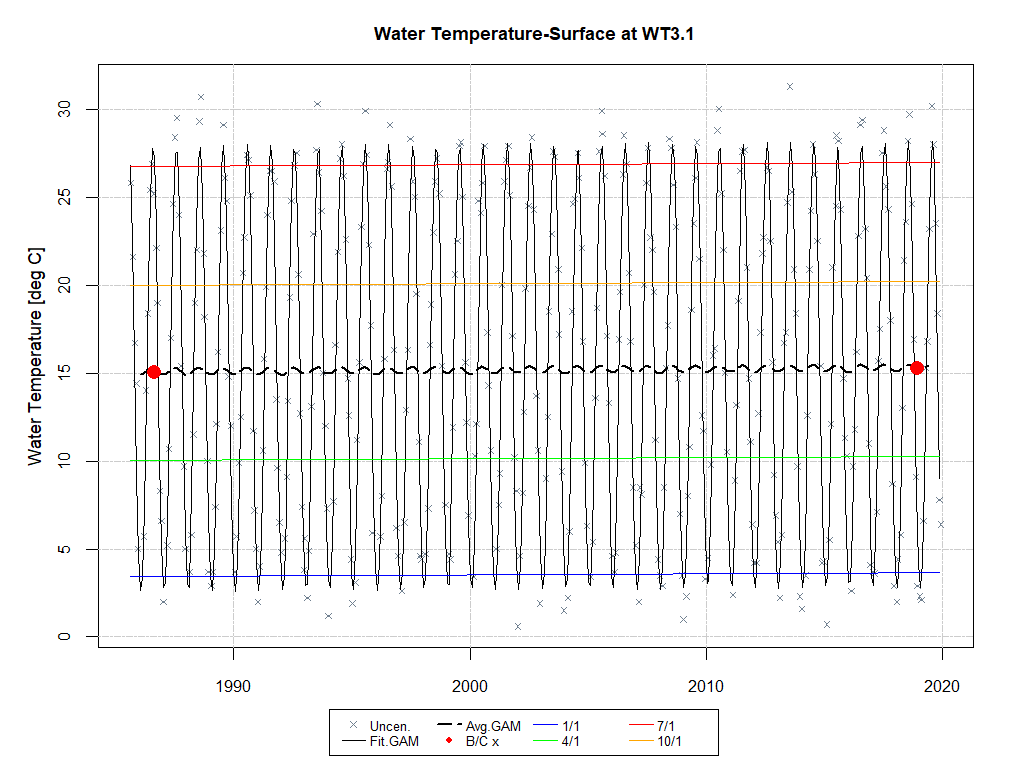 Water Temperature-Surface at WT3.1
Water Temperature [deg C]
30
25
20
15
10
5
0
1990 2000 2010 2020
Uncen. Avg.GAM 1/1 7/1
Fit.GAM B/C x 4/1 10/1